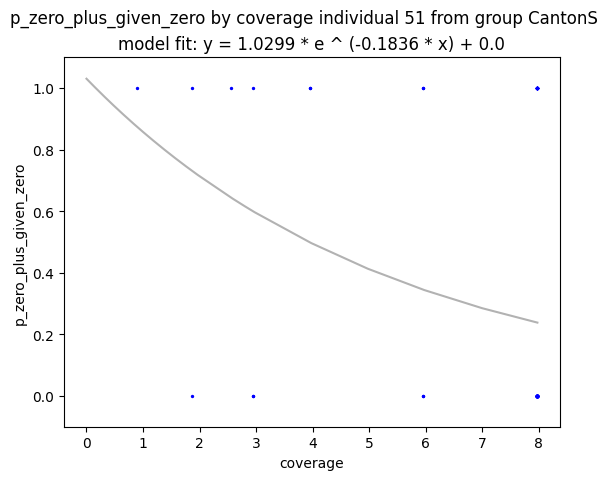 p_zero_plus_given_zero by coverage individual 51 from group CantonS
model fit: y = 1.0299 * e ^ (-0.1836 * x) + 0.0
1.0
0.8
0.6
0.4
0.2
0.0
p_zero_plus_given_zero
0 1 2 3 4 5 6 7 8
coverage